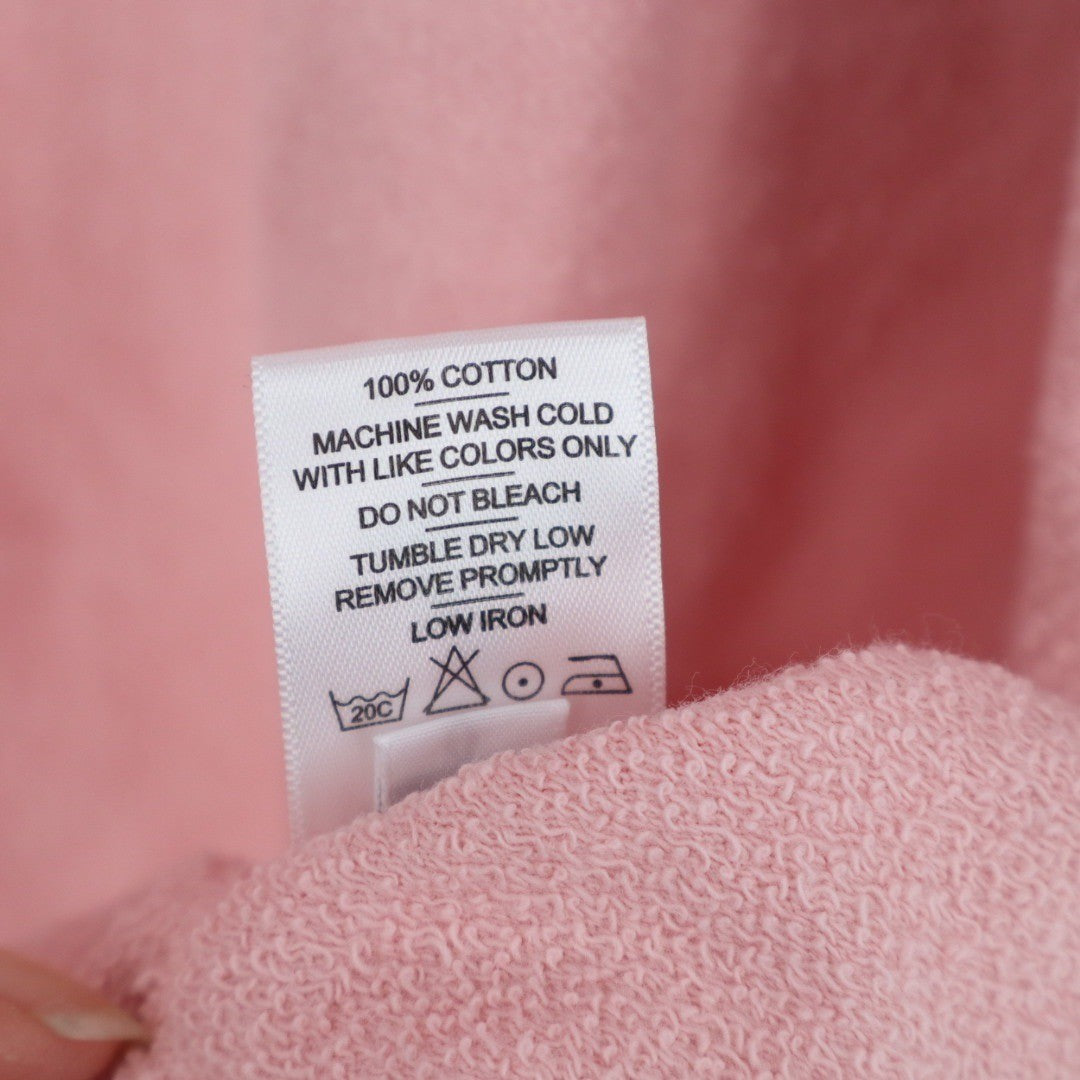 100% COTTON
MACHINE WASH COLD
WITH LIKE COLORS ONLY
DO NOT BLEACH
TUMBLE DRY LOW
REMOVE PROMPTLY
LOW IRON
20C